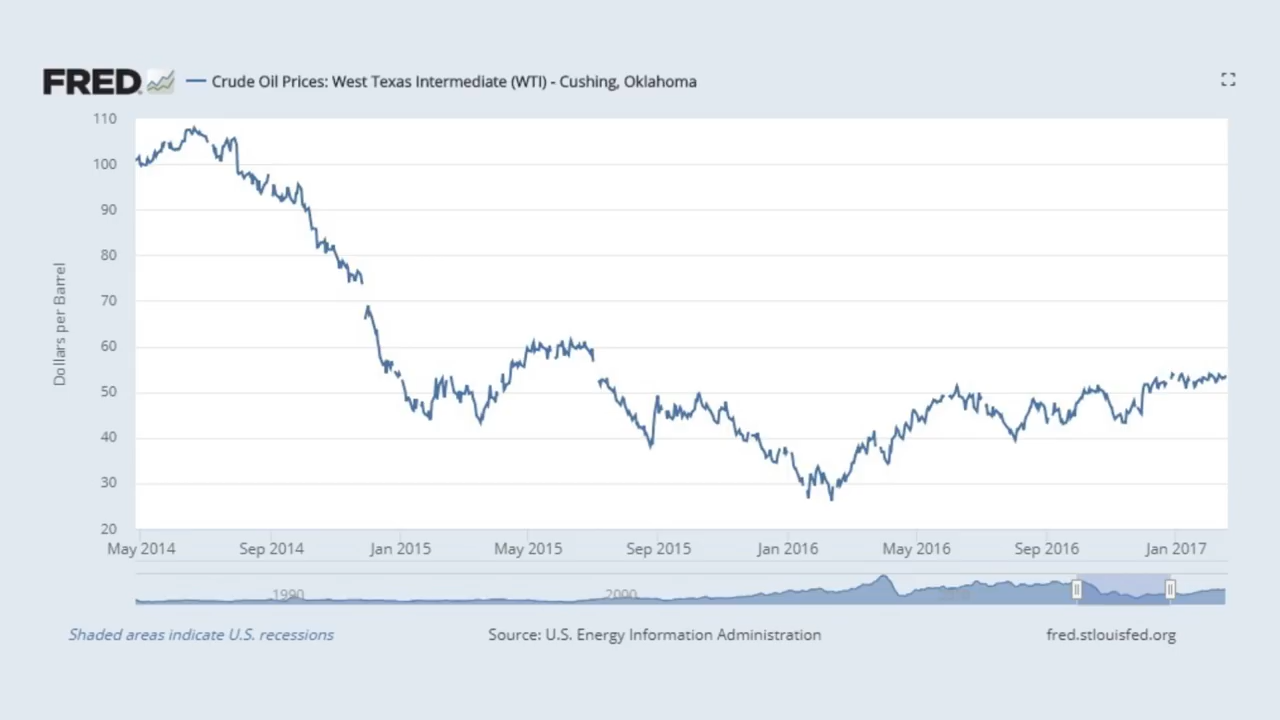 FRED
Crude Oil Prices: West Texas Intermediate (WTI) - Cushing, Oklahoma
110
100
90
80
70
60
50
40
30
20
Dollars per Barrel
May 2014 Sep 2014 Jan 2015 May 2015 Sep 2015 Jan 2016 May 2016 Sep 2016 Jan 2017
1990 2000
Shaded areas indicate U.S. recessions Source: U.S. Energy Information Administration fred.stlouisfed.org